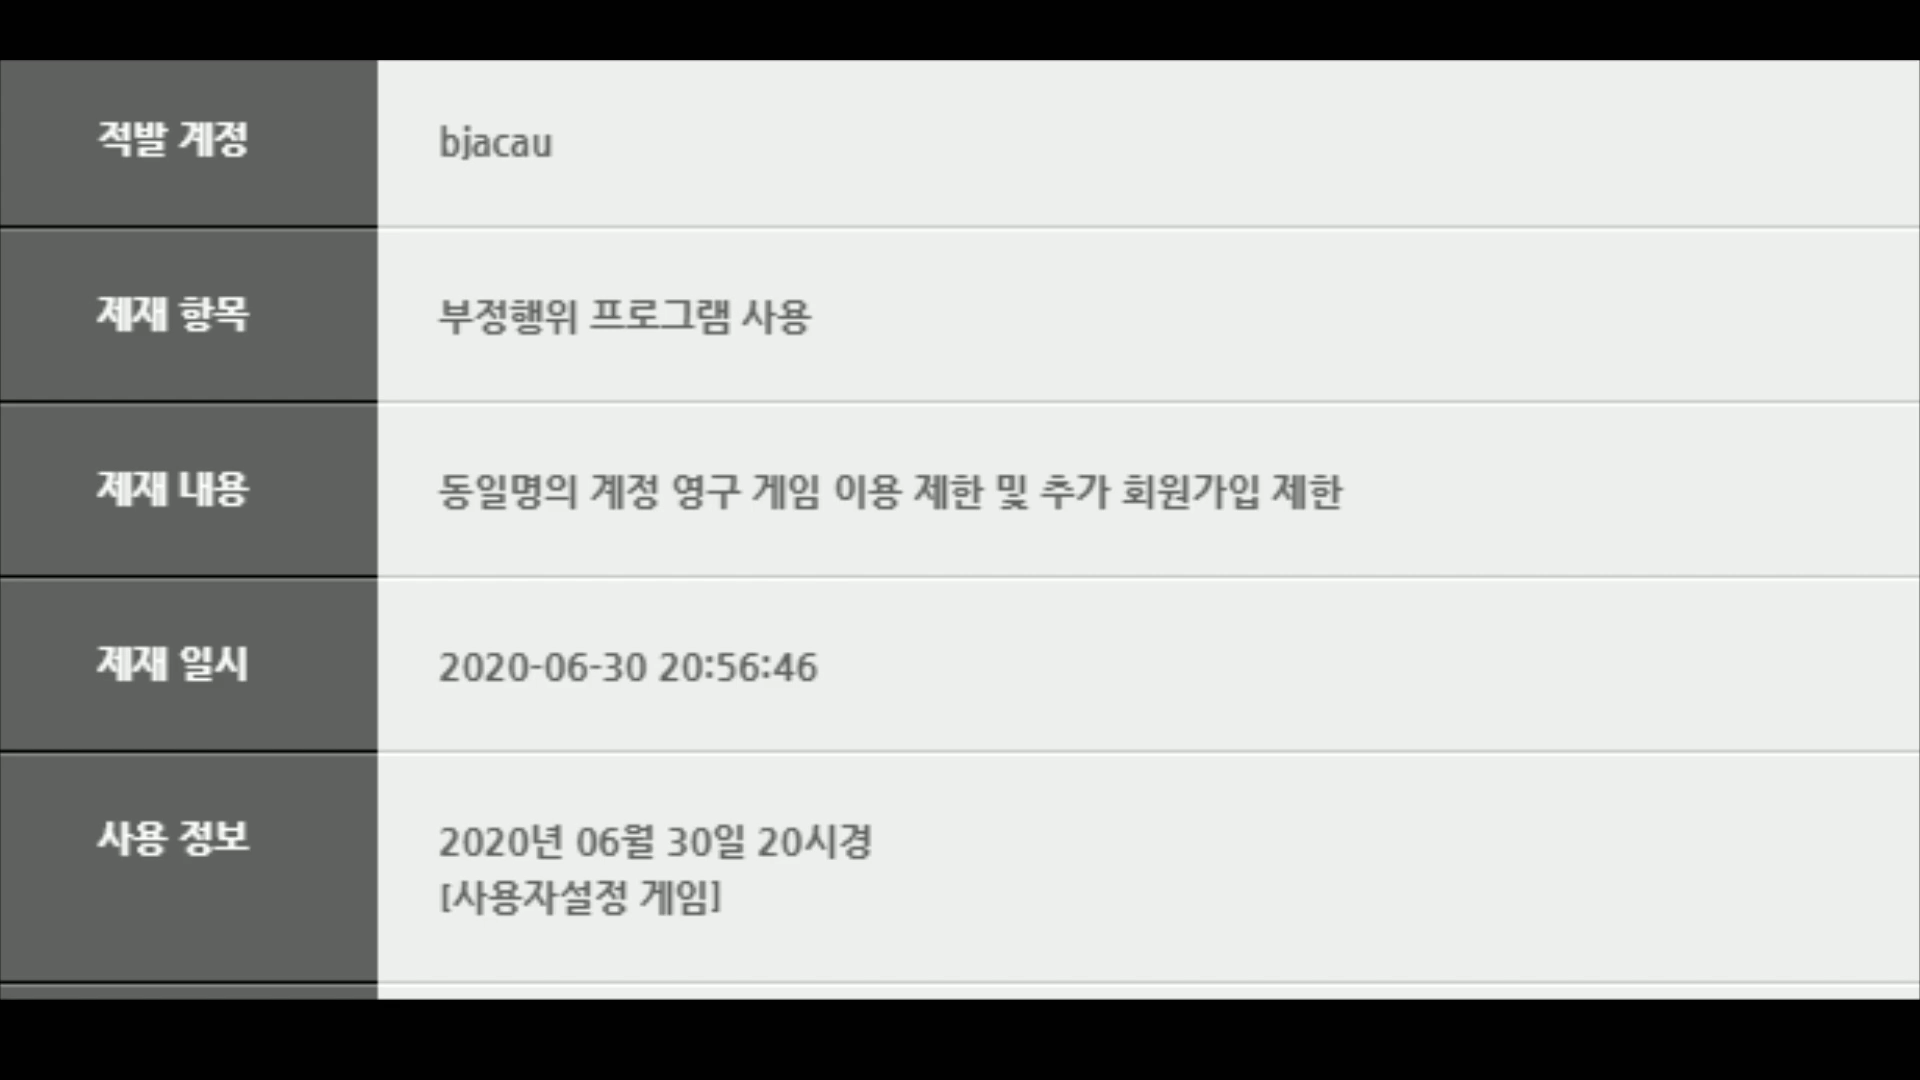 적발 계정 bjacau
제재 항목 부정행위 프로그램 사용
제재 내용 동일명의 계정 영구 게임 이용 제한 및 추가 회원가입 제한
제재 일시 2020-06-30 20:56:46
사용 정보 2020년 06월 30일 20시경
[사용자설정 게임]